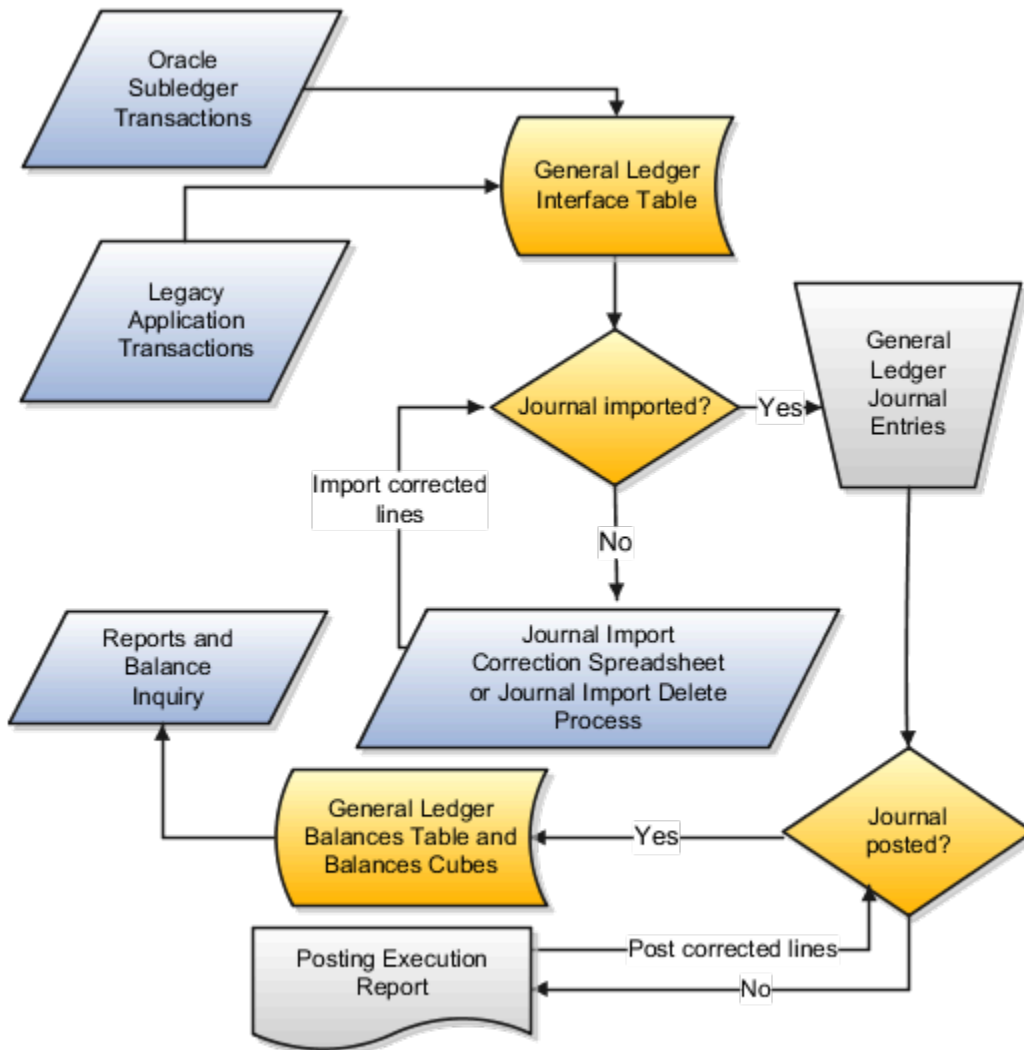 Oracle
Subledger
Transactions
General Ledger
Interface Table
Legacy
Application
Transactions
General
Ledger
Journal
Entries
Journal imported?
Yes
Import corrected
lines
No
Journal Import
Correction Spreadsheet
or Journal Import Delete
Process
Reports and
Balance
Inquiry
General Ledger
Balances Table and
Balances Cubes
Yes
Journal
posted?
Post corrected lines
Posting Execution
Report
No